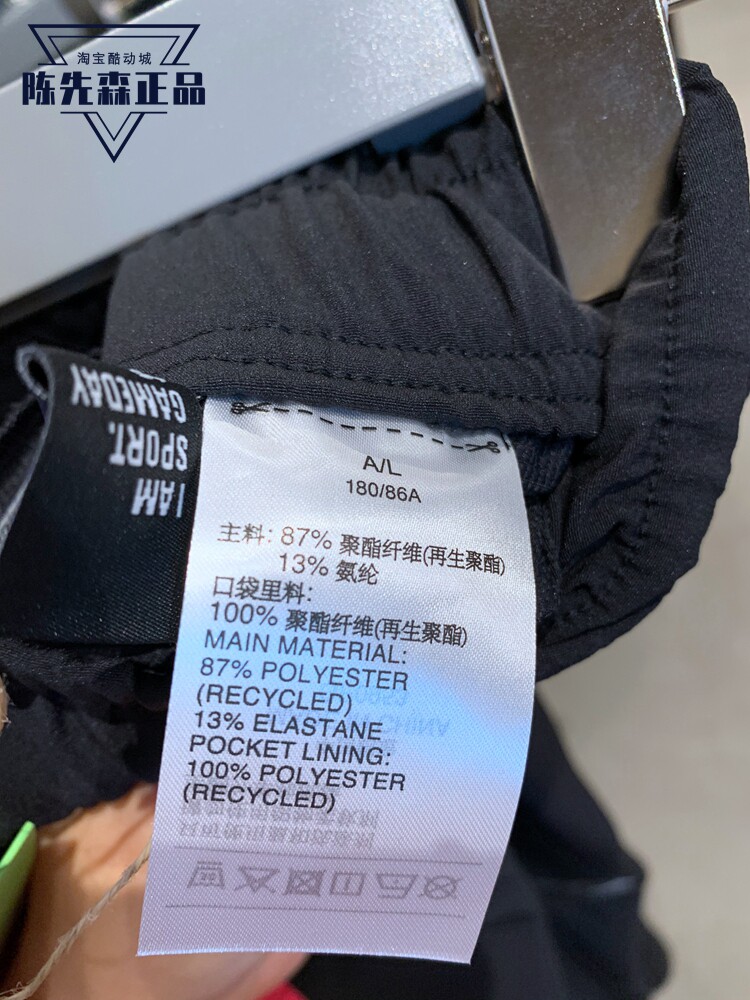 淘宝酷动城
陈先森正品
I AM
SPORT.
GAMEDAY
A/L
180/86A
主料: 87% 聚酯纤维(再生聚酯)
13% 氨纶
口袋里料:
100% 聚酯纤维(再生聚酯)
MAIN MATERIAL:
87% POLYESTER
(RECYCLED)
13% ELASTANE
POCKET LINING:
100% POLYESTER
(RECYCLED)